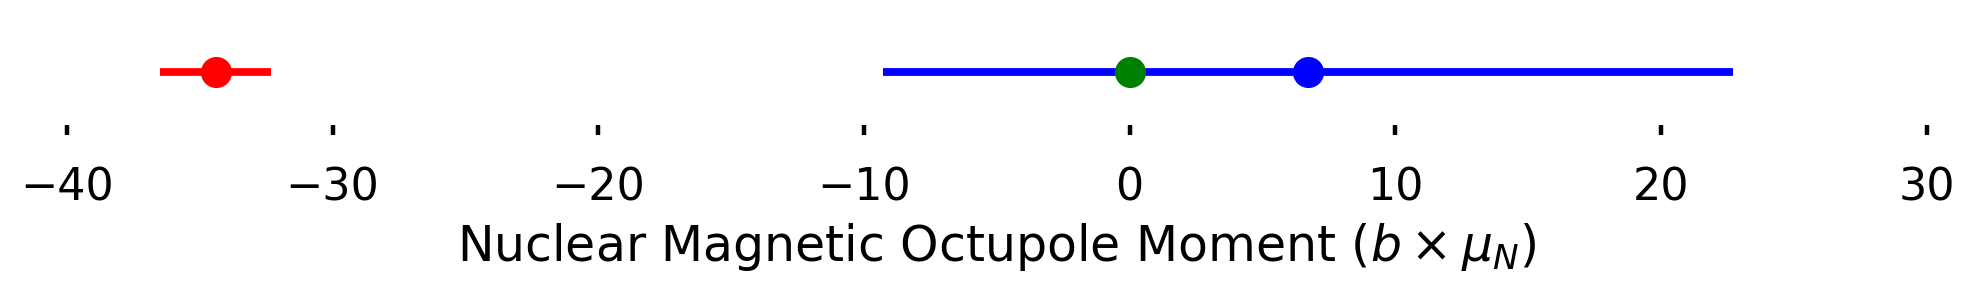 −40 −30 −20 −10 0 10 20 30
Nuclear Magnetic Octupole Moment (b × μN)